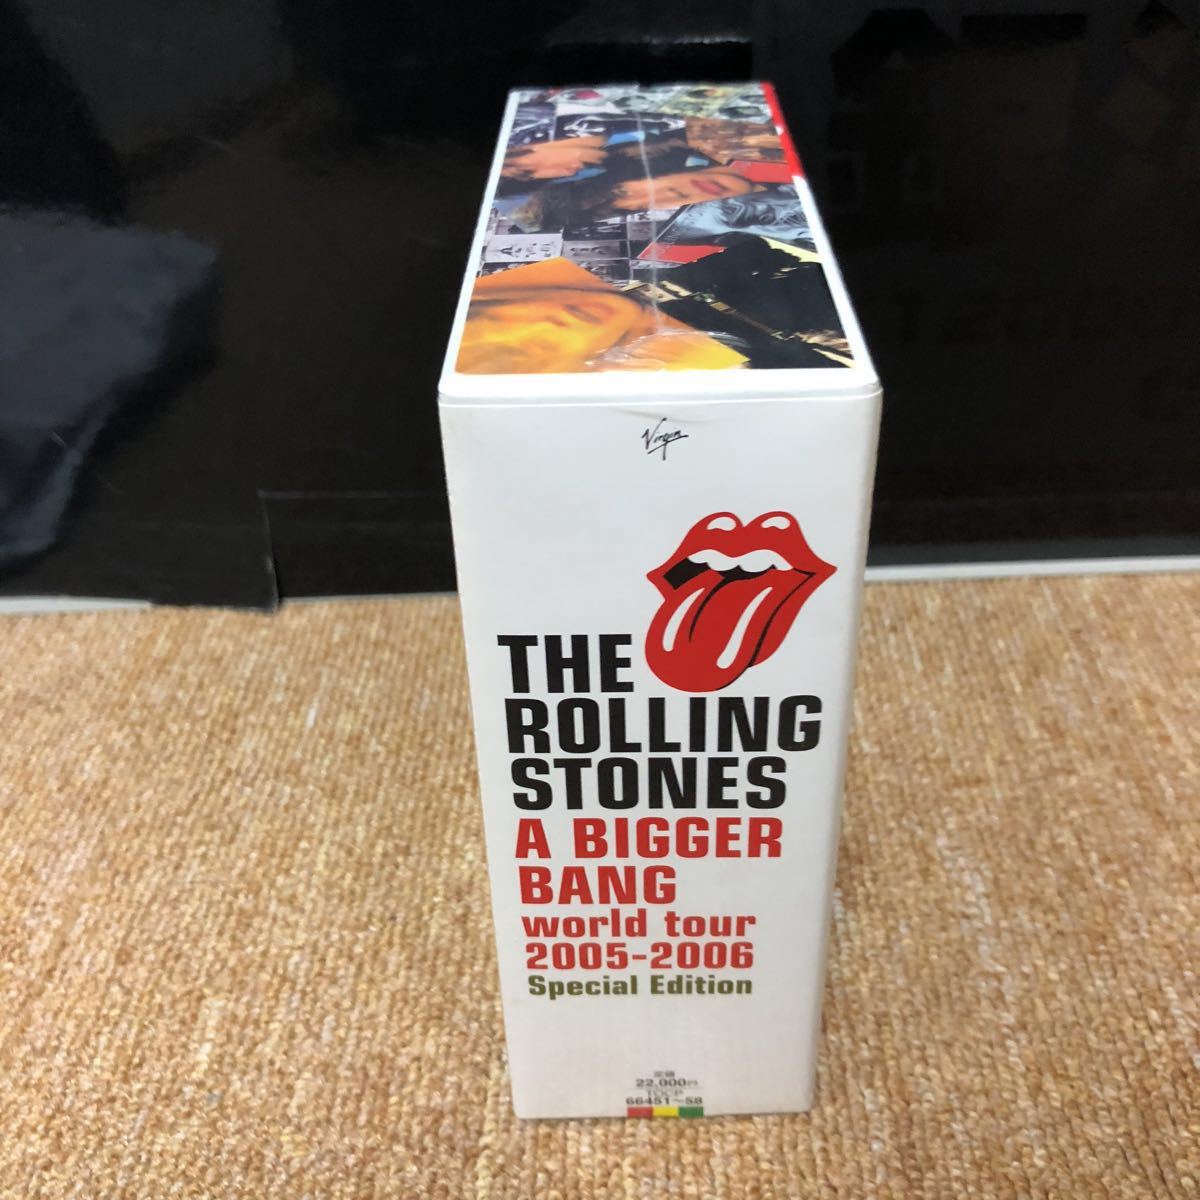 Virgin
THE
ROLLING
STONES
A BIGGER
BANG
world tour
2005-2006
Special Edition
定価
22,000円
TOCP
66451~58